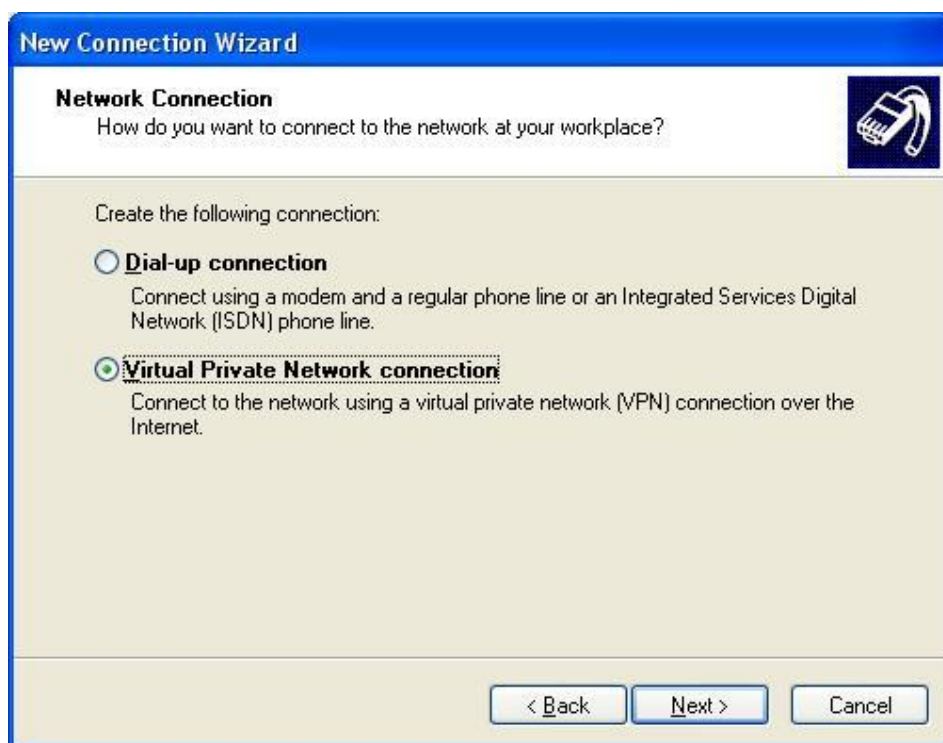 New Connection Wizard
Network Connection
How do you want to connect to the network at your workplace?
Create the following connection:
Dial-up connection
Connect using a modem and a regular phone line or an Integrated Services Digital
Network (ISDN) phone line.
Virtual Private Network connection
Connect to the network using a virtual private network (VPN) connection over the
Internet.
< Back Next > Cancel